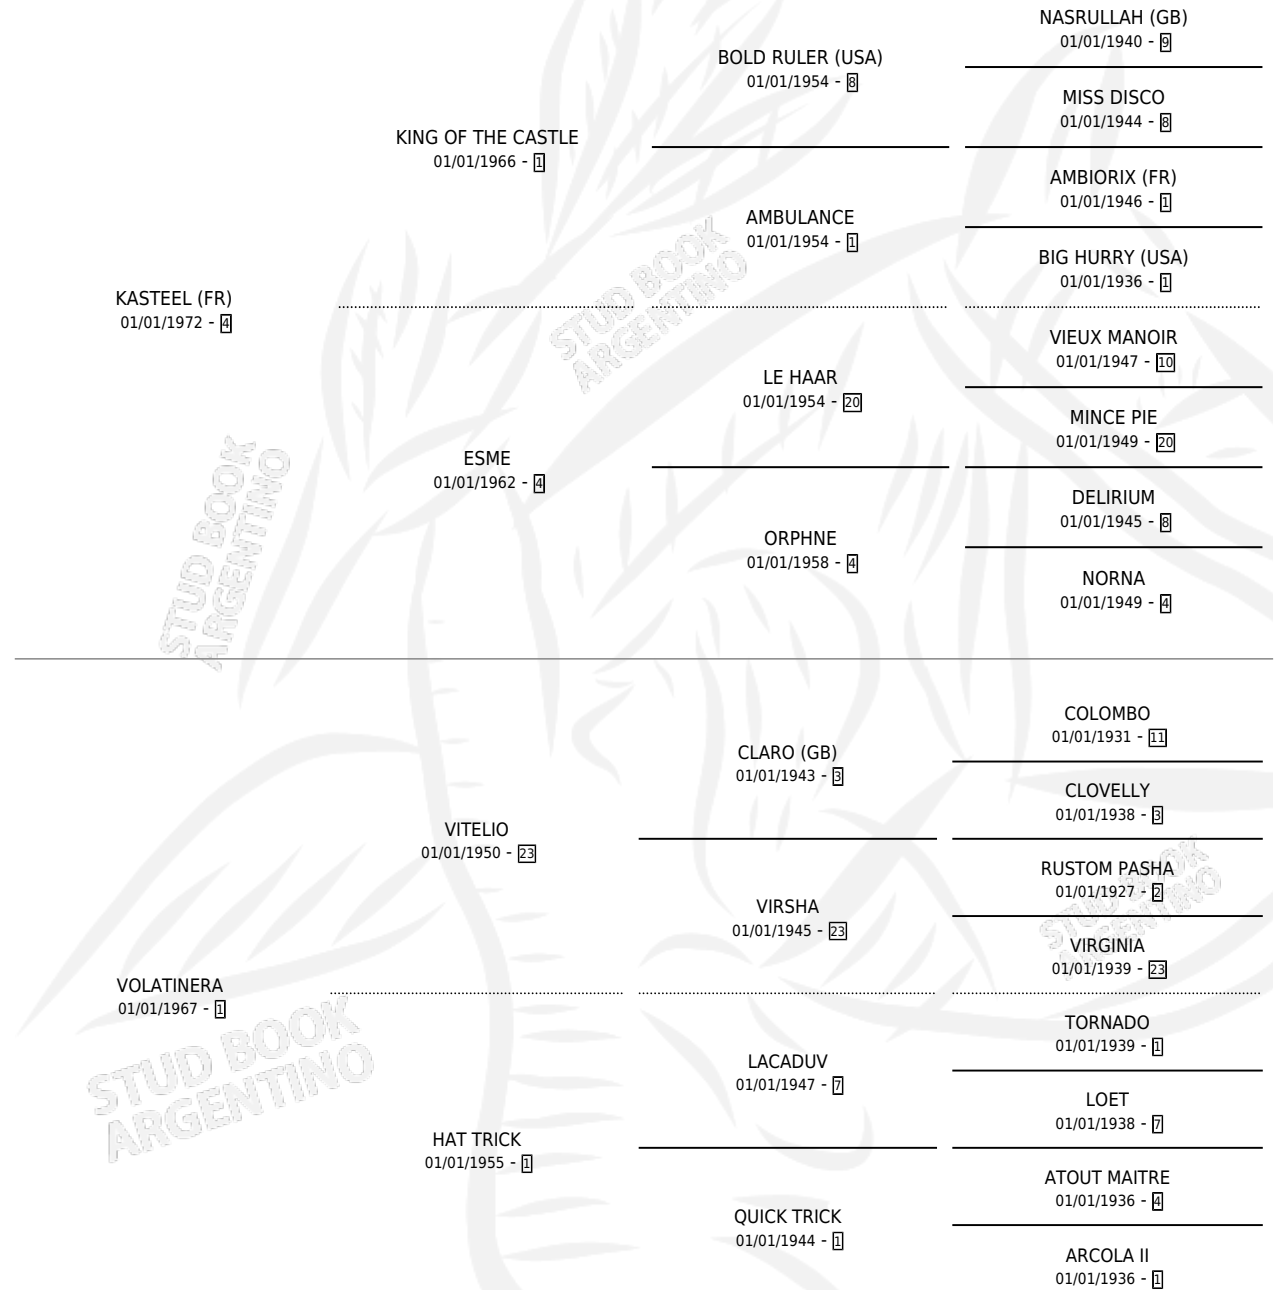 NASRULLAH (GB)
01/01/1940 - 9
BOLD RULER (USA)
01/01/1954 - 8
MISS DISCO
01/01/1944 - 8
KING OF THE CASTLE
01/01/1966 - 1
AMBIORIX (FR)
01/01/1946 - 1
AMBULANCE
01/01/1954 - 1
BIG HURRY (USA)
01/01/1936 - 1
KASTEEL (FR)
01/01/1972 - 4
VIEUX MANOIR
01/01/1947 - 10
LE HAAR
01/01/1954 - 20
MINCE PIE
01/01/1949 - 20
ESME
01/01/1962 - 4
DELIRIUM
01/01/1945 - 8
ORPHNE
01/01/1958 - 4
NORNA
01/01/1949 - 4
STUD BOOK
ARGENTINO
STUD BOOK
ARGENTINO
COLOMBO
01/01/1931 - 11
CLARO (GB)
01/01/1943 - 3
CLOVELLY
01/01/1938 - 3
VITELIO
01/01/1950 - 23
RUSTOM PASHA
01/01/1927 - 2
VIRSHA
01/01/1945 - 23
VIRGINIA
01/01/1939 - 23
VOLATINERA
01/01/1967 - 1
TORNADO
01/01/1939 - 1
LACADUV
01/01/1947 - 7
LOET
01/01/1938 - 7
HAT TRICK
01/01/1955 - 1
ATOUT MAITRE
01/01/1936 - 4
QUICK TRICK
01/01/1944 - 1
ARCOLA II
01/01/1936 - 1
STUD BOOK
ARGENTINO
STUD BOOK
ARGENTINO